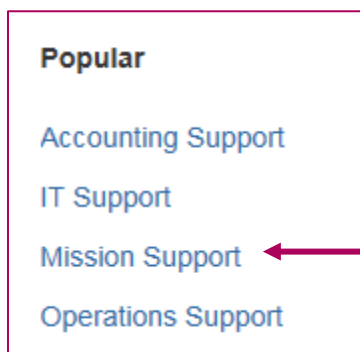 Popular
Accounting Support
IT Support
Mission Support
Operations Support